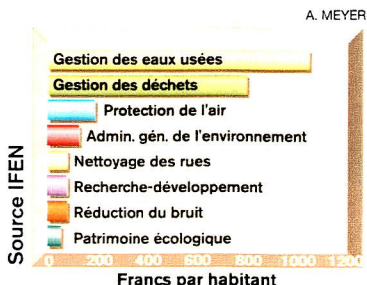 A. MEYER
Gestion des eaux usées
Gestion des déchets
Protection de l'air
Admin. gén. de l'environnement
Nettoyage des rues
Recherche-développement
Réduction du bruit
Patrimoine écologique
0 200 400 600 800 1000 1200
Francs par habitant
Source IFEN